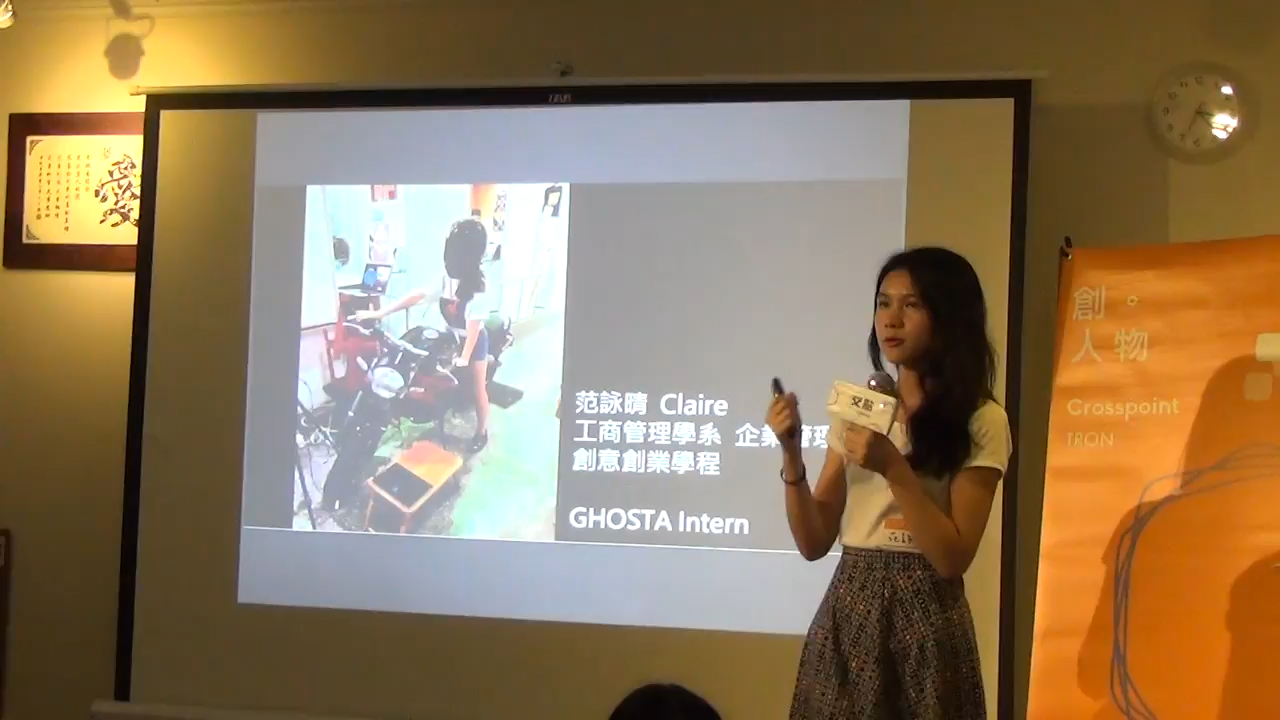 愛
范詠晴 Claire
工商管理學系 企業管理
創意創業學程
GHOSTA Intern
交點
創。
人物
Crosspoint
TRON